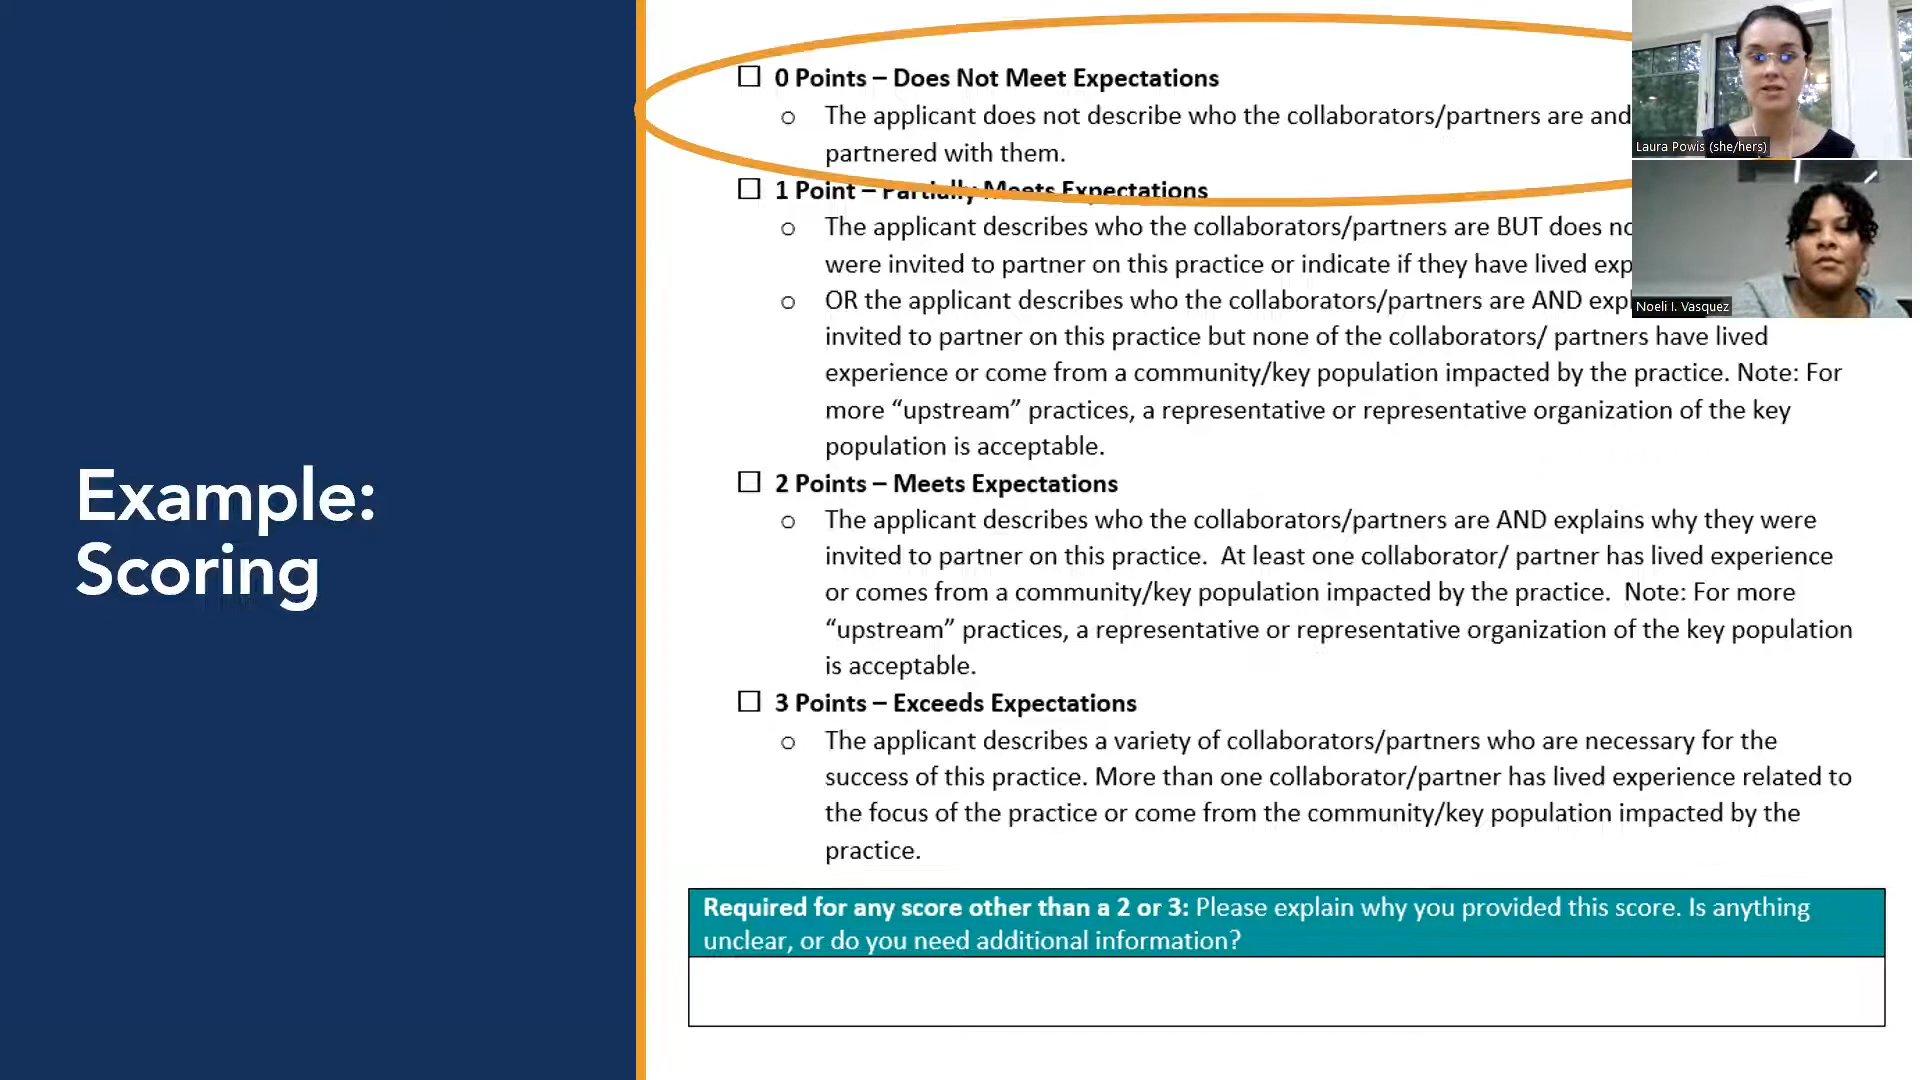 Example:
Scoring
0 Points – Does Not Meet Expectations
The applicant does not describe who the collaborators/partners are and
partnered with them.
1 Point – Partially Meets Expectations
The applicant describes who the collaborators/partners are BUT does
were invited to partner on this practice or indicate if they have lived
OR the applicant describes who the collaborators/partners are AND
invited to partner on this practice but none of the collaborators/ partners have lived
experience or come from a community/key population impacted by the practice. Note: For
more “upstream” practices, a representative or representative organization of the key
population is acceptable.
2 Points – Meets Expectations
The applicant describes who the collaborators/partners are AND explains why they were
invited to partner on this practice.  At least one collaborator/ partner has lived experience
or comes from a community/key population impacted by the practice.  Note: For more
“upstream” practices, a representative or representative organization of the key population
is acceptable.
3 Points – Exceeds Expectations
The applicant describes a variety of collaborators/partners who are necessary for the
success of this practice. More than one collaborator/partner has lived experience related to
the focus of the practice or come from the community/key population impacted by the
practice.
Required for any score other than a 2 or 3: Please explain why you provided this score. Is anything
unclear, or do you need additional information?
Laura Powis (she/hers)
Noeli I. Vasquez